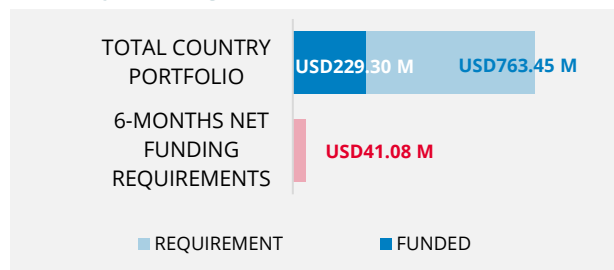 TOTAL COUNTRY
PORTFOLIO
USD229.30 M
USD763.45 M
6-MONTHS NET
FUNDING
REQUIREMENTS
USD41.08 M
REQUIREMENT
FUNDED